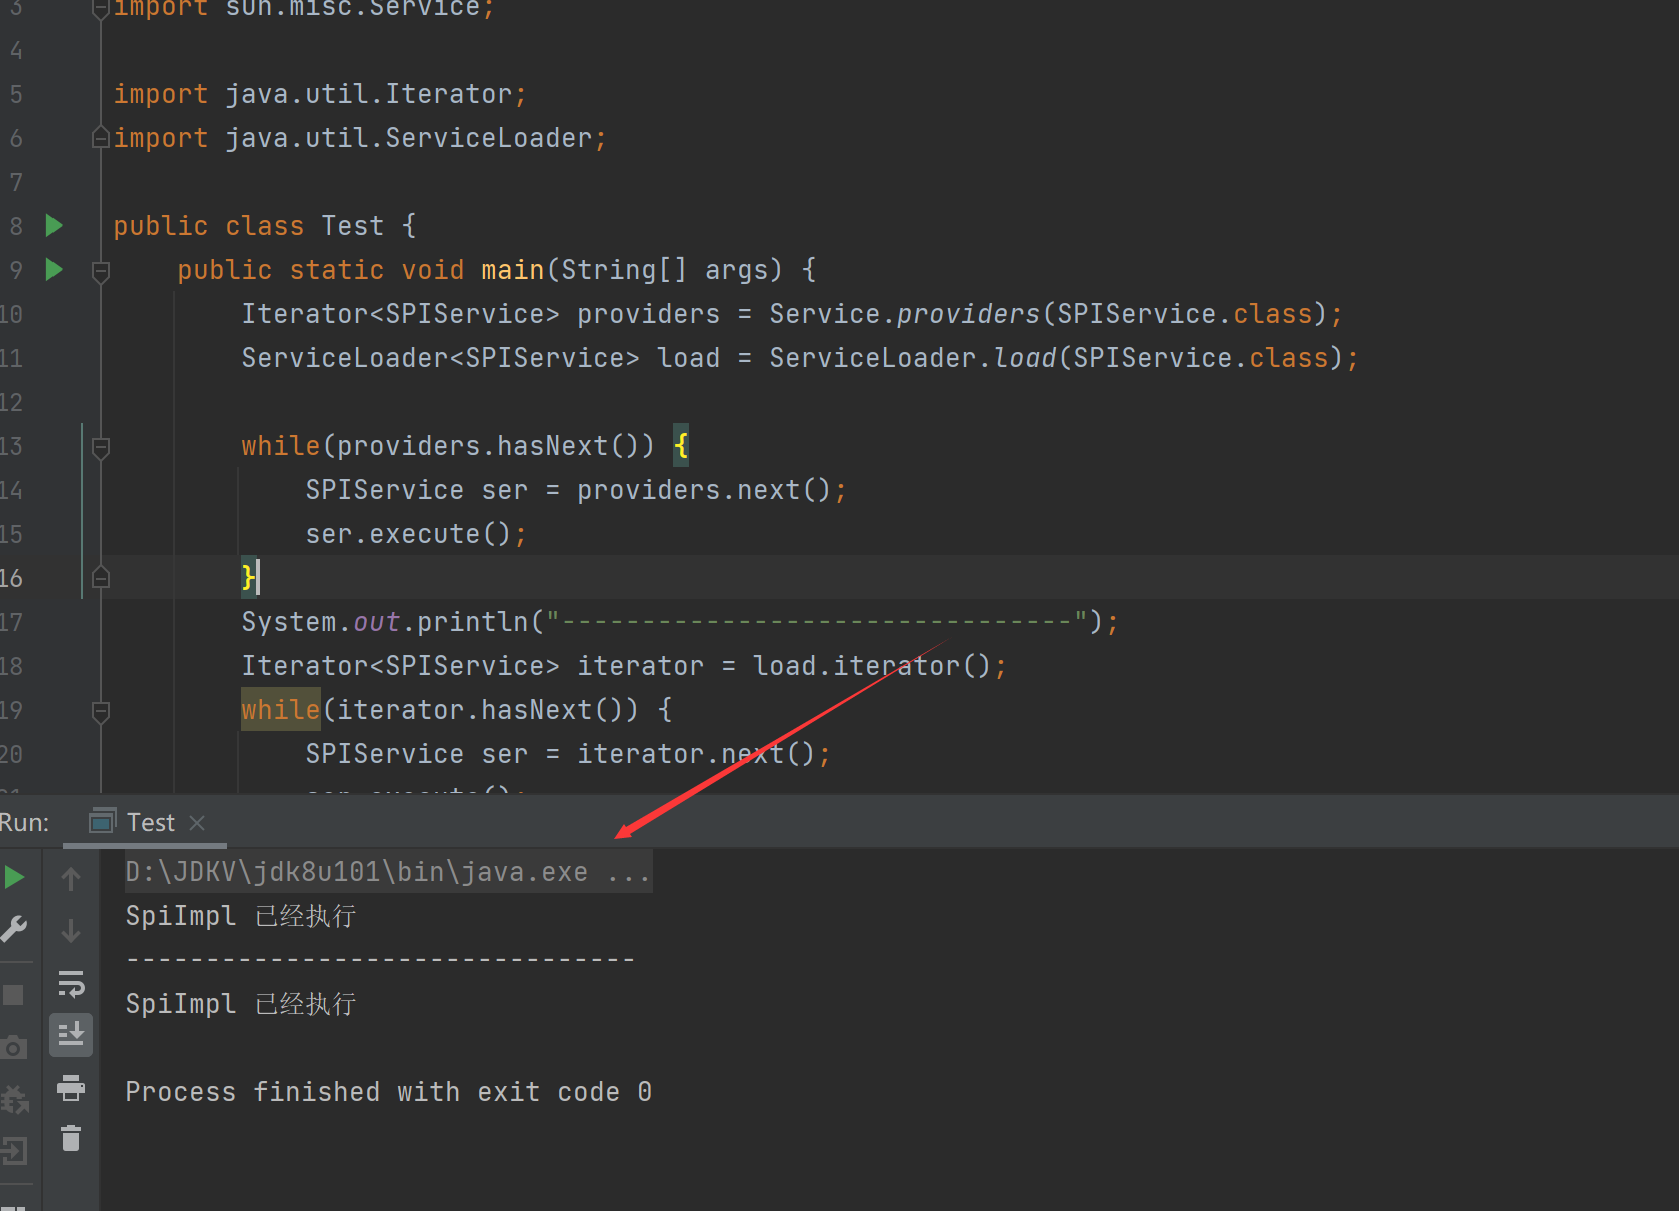 3 import sun.misc.Service;
4
5 import java.util.Iterator;
6 import java.util.ServiceLoader;
7
8 public class Test {
9 public static void main(String[] args) {
10 Iterator<SPIService> providers = Service.providers(SPIService.class);
11 ServiceLoader<SPIService> load = ServiceLoader.load(SPIService.class);
12
13 while(providers.hasNext()) {
14 SPIService ser = providers.next();
15 ser.execute();
16 }
17 System.out.println("--------------------------------");
18 Iterator<SPIService> iterator = load.iterator();
19 while(iterator.hasNext()) {
20 SPIService ser = iterator.next();
21 ser.execute();
Run: Test
D:\JDKV\jdk8u101\bin\java.exe ...
SpiImpl 已经执行
--------------------------------
SpiImpl 已经执行
Process finished with exit code 0